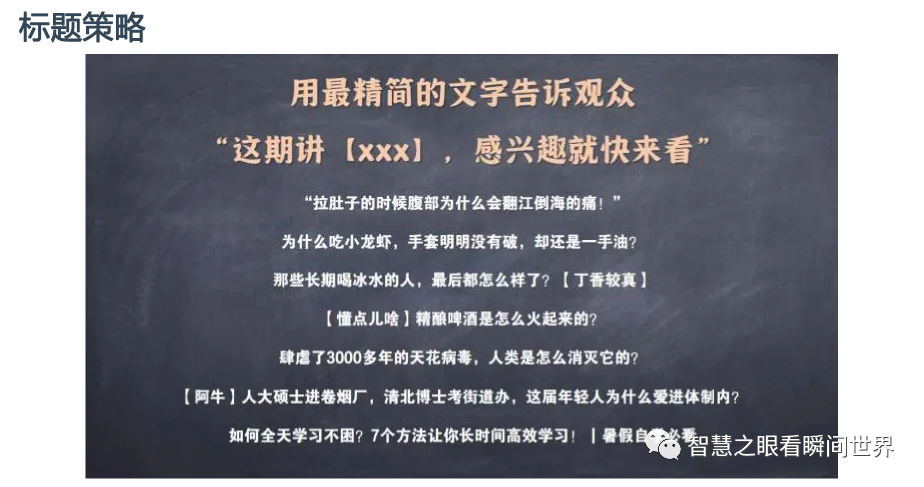 标题策略
用最精简的文字告诉观众
“这期讲【xxx】，感兴趣就快来看”
“拉肚子的时候腹部为什么会翻江倒海的痛！”
为什么吃小龙虾，手套明明没有破，却还是一手油？
那些长期喝冰水的人，最后都怎么样了？【丁香较真】
【懂点儿啥】精酿啤酒是怎么火起来的？
肆虐了3000多年的天花病毒，人类是怎么消灭它的？
【阿牛】人大硕士进卷烟厂，清北博士考街道办，这届年轻人为什么爱进体制内？
如何全天学习不困？7个方法让你长时间高效学习！丨暑假自必看
智慧之眼看瞬间世界